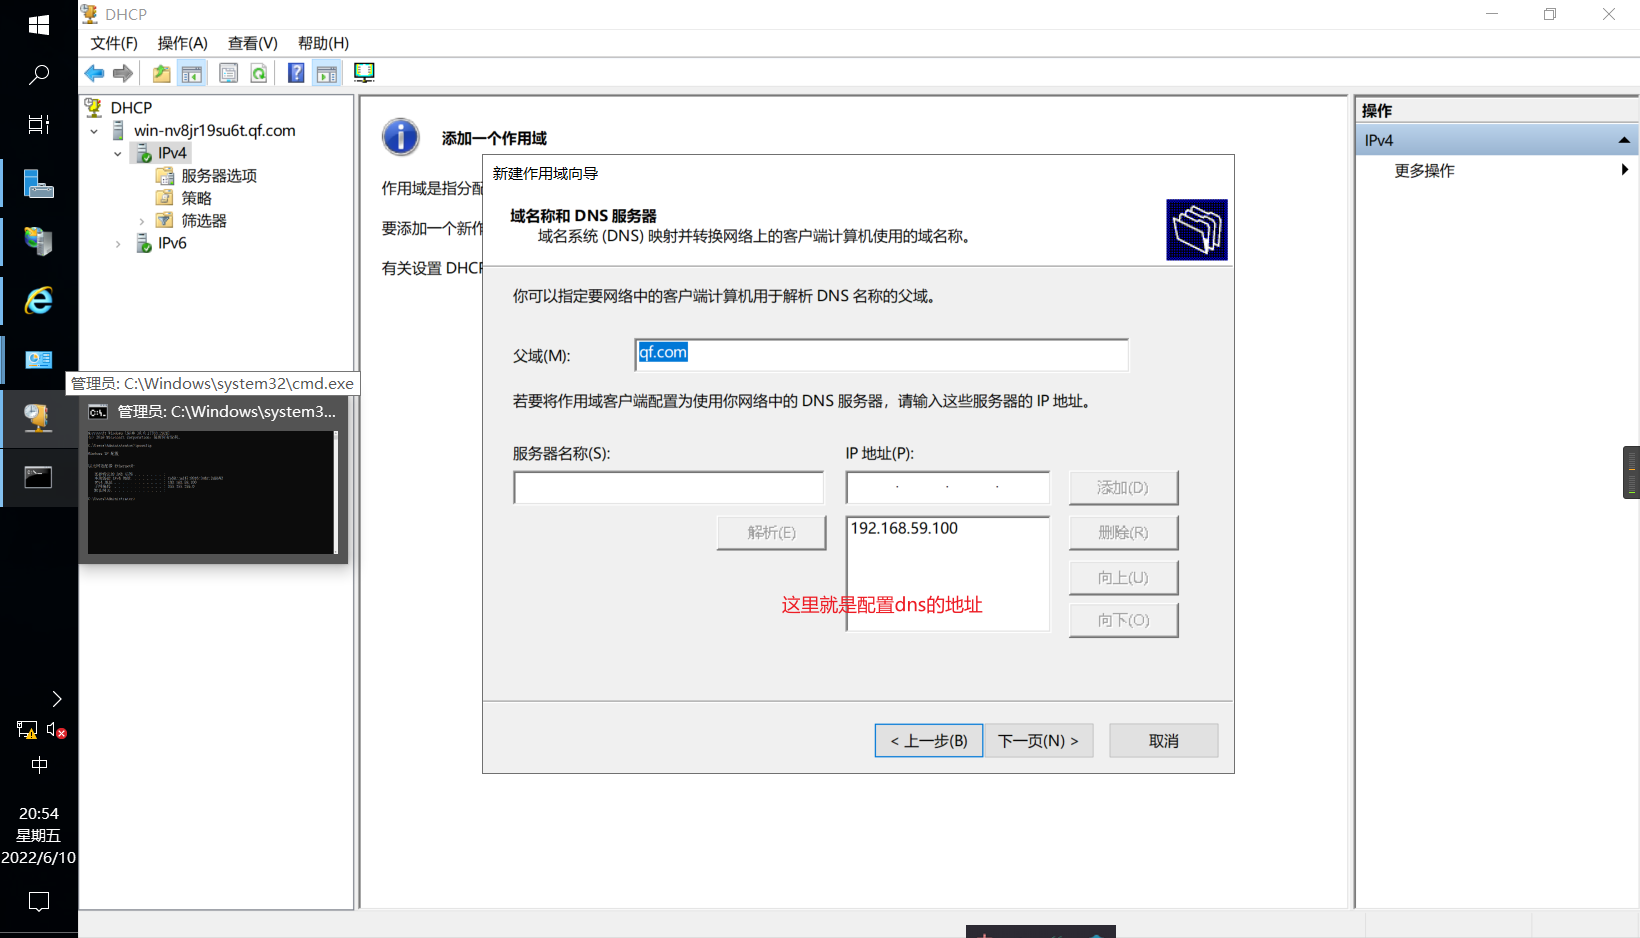 DHCP
文件(F) 操作(A) 查看(V) 帮助(H)
DHCP
win-nv8jr19su6t.qf.com
IPv4
服务器选项
策略
筛选器
IPv6
添加一个作用域
作用域是指分配
要添加一个新作
有关设置 DHCP
操作
IPv4
更多操作
新建作用域向导
域名称和 DNS 服务器
域名系统 (DNS) 映射并转换网络上的客户端计算机使用的域名称。
你可以指定要网络中的客户端计算机用于解析 DNS 名称的父域。
父域(M):
qf.com
若要将作用域客户端配置为使用你网络中的 DNS 服务器，请输入这些服务器的 IP 地址。
服务器名称(S):
IP 地址(P):
添加(D)
解析(E)
192.168.59.100
删除(R)
向上(U)
这里就是配置dns的地址
向下(O)
< 上一步(B)
下一页(N) >
取消
管理员: C:\Windows\system32\cmd.exe
管理员: C:\Windows\system3...
中
20:54
星期五
2022/6/10